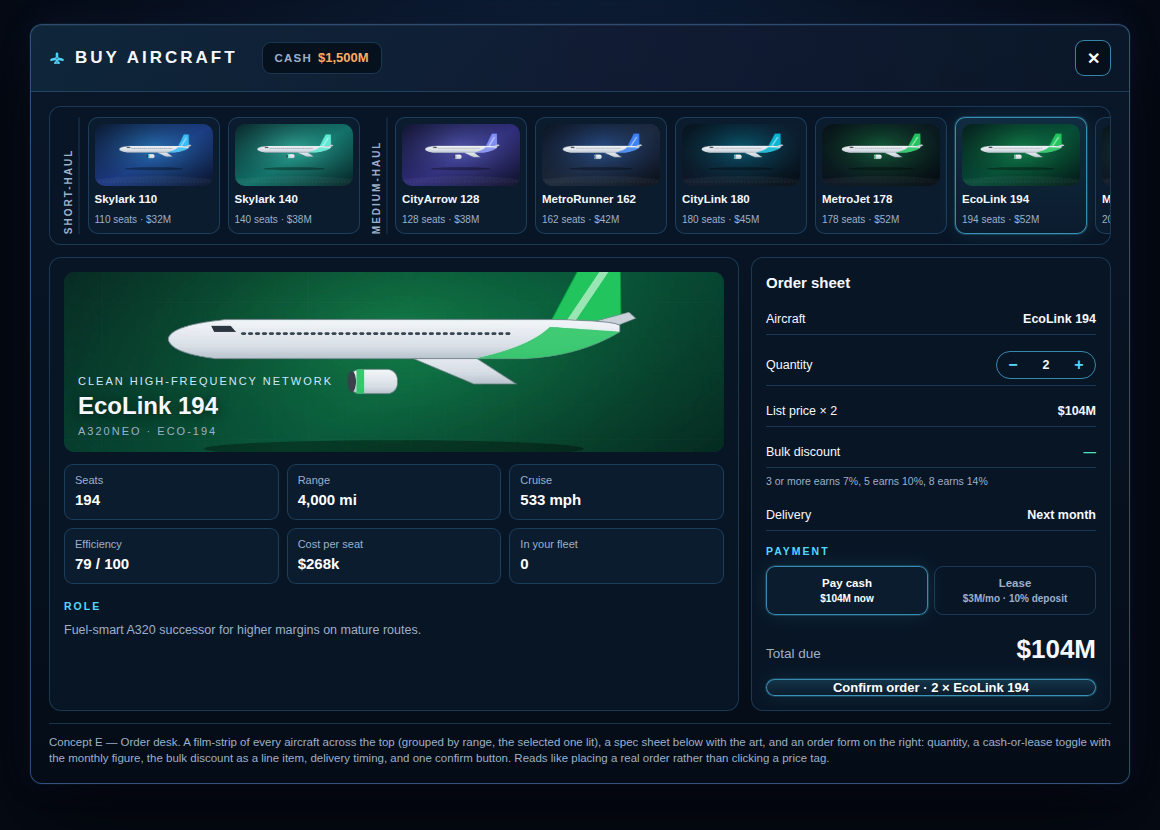 BUY AIRCRAFT
CASH $1,500M
✕
SHORT-HAUL
Skylark 110
110 seats · $32M
Skylark 140
140 seats · $38M
MEDIUM-HAUL
CityArrow 128
128 seats · $38M
MetroRunner 162
162 seats · $42M
CityLink 180
180 seats · $45M
MetroJet 178
178 seats · $52M
EcoLink 194
194 seats · $52M
CLEAN HIGH-FREQUENCY NETWORK
EcoLink 194
A320NEO · ECO-194
Seats
194
Range
4,000 mi
Cruise
533 mph
Efficiency
79 / 100
Cost per seat
$268k
In your fleet
0
ROLE
Fuel-smart A320 successor for higher margins on mature routes.
Order sheet
Aircraft EcoLink 194
Quantity − 2 +
List price × 2 $104M
Bulk discount —
3 or more earns 7%, 5 earns 10%, 8 earns 14%
Delivery Next month
PAYMENT
Pay cash
$104M now
Lease
$3M/mo · 10% deposit
Total due $104M
Confirm order · 2 × EcoLink 194
Concept E — Order desk. A film-strip of every aircraft across the top (grouped by range, the selected one lit), a spec sheet below with the art, and an order form on the right: quantity, a cash-or-lease toggle with
the monthly figure, the bulk discount as a line item, delivery timing, and one confirm button. Reads like placing a real order rather than clicking a price tag.